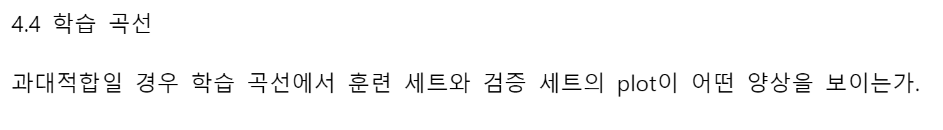 4.4 학습 곡선
과대적합일 경우 학습 곡선에서 훈련 세트와 검증 세트의 plot이 어떤 양상을 보이는가.